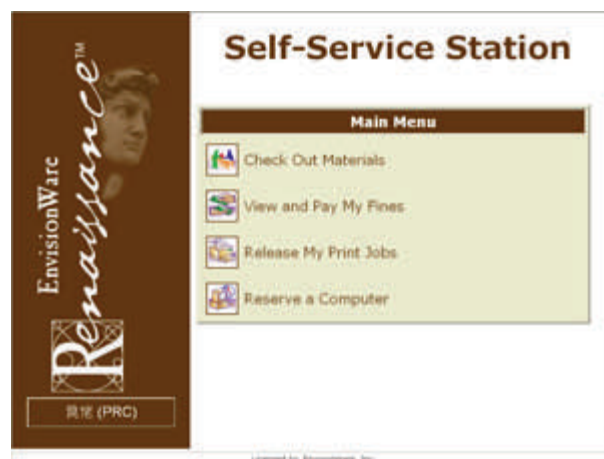 Self-Service Station
Main Menu
Check Out Materials
View and Pay My Fines
Release My Print Jobs
Reserve a Computer
EnvisionWare
Renaissance™
(PRC)